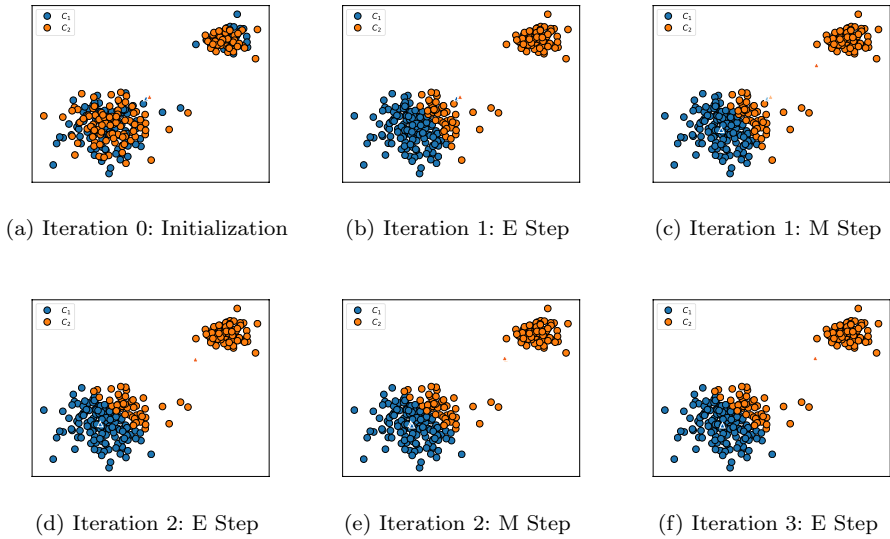 C₁
C₂
C₁
C₂
C₁
C₂
(a) Iteration 0: Initialization
(b) Iteration 1: E Step
(c) Iteration 1: M Step
C₁
C₂
C₁
C₂
C₁
C₂
(d) Iteration 2: E Step
(e) Iteration 2: M Step
(f) Iteration 3: E Step